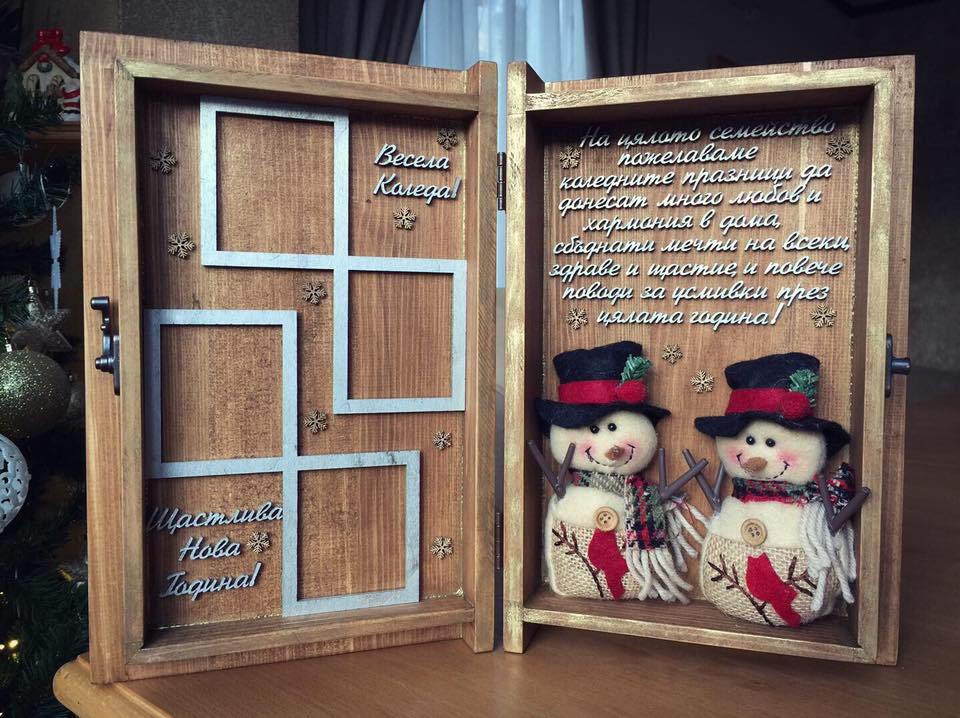 Весела
Коледа!
Щастлива
Нова
Година!
На цялото семейство
пожелаваме
коледните празници да
донесат много любов и
хармония в дома,
сбъднати мечти на всеки,
здраве и щастие, и повече
поводи за усмивки през
цялата година!